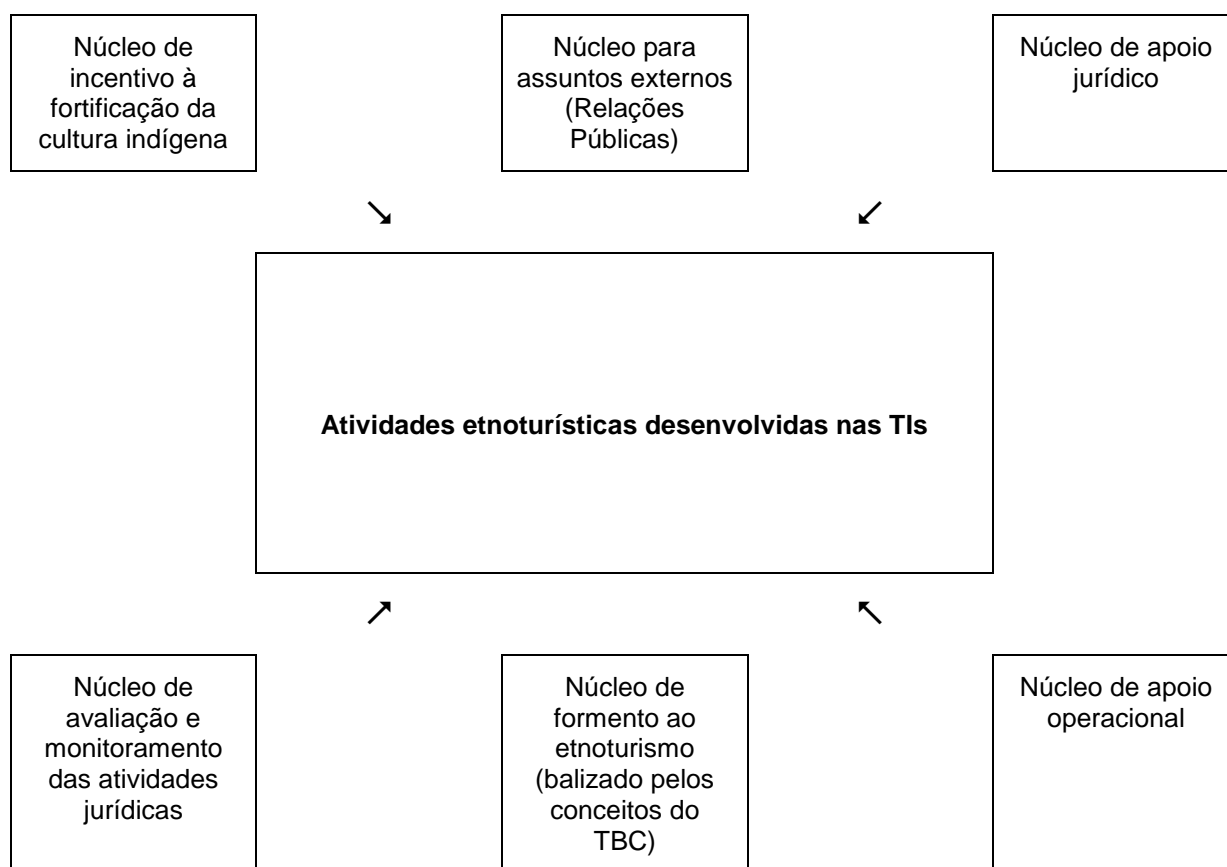 Núcleo de
incentivo à
fortificação da
cultura indígena
Núcleo para
assuntos externos
(Relações
Públicas)
Núcleo de apoio
jurídico
Atividades etnoturísticas desenvolvidas nas TIs
Núcleo de
avaliação e
monitoramento
das atividades
jurídicas
Núcleo de
formento ao
etnoturismo
(balizado pelos
conceitos do
TBC)
Núcleo de apoio
operacional